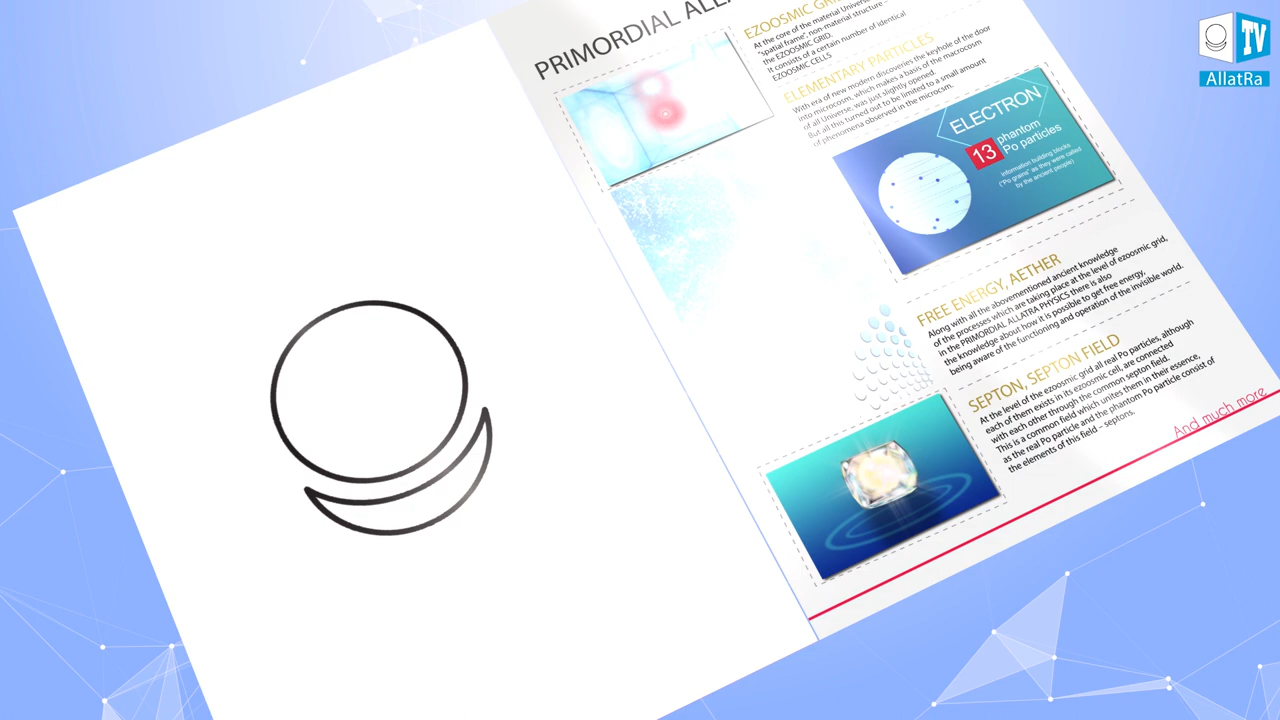 PRIMORDIAL ALLA
EZOOSMIC GRI
At the core of the material Universe
"spatial frame", non-material structure –
the EZOOSMIC GRID.
It consists of a certain number of identical
EZOOSMIC CELLS
ELEMENTARY PARTICLES
With era of new modern discoveries the keyhole of the door
into microcosm, which makes a basis of the macrocosm
of all Universe, was just slightly opened.
But all this turned out to be limited to a small amount
of phenomena observed in the microcsm.
ELECTRON
13 phantom
Po particles
information building blocks
("Po grains" as they were called
by the ancient people)
FREE ENERGY, AETHER
Along with all the abovementioned ancient knowledge
of the processes which are taking place at the level of ezoosmic grid,
in the PRIMORDIAL ALLATRA PHYSICS there is also
the knowledge about how it is possible to get free energy,
being aware of the functioning and operation of the invisible world.
SEPTON, SEPTON FIELD
At the level of the ezoosmic grid all real Po particles, although
each of them exists in its ezoosmic cell, are connected
with each other through the common septon field.
This is a common field which unites them in their essence,
as the real Po particle and the phantom Po particle consist of
the elements of this field – septons.
And much more
TV
AllatRa